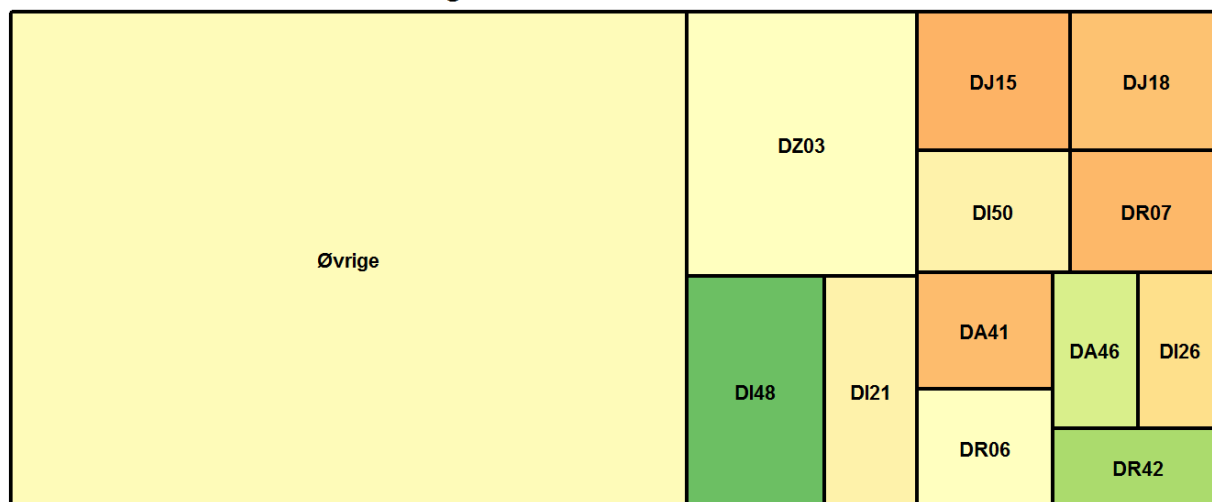 Øvrige
DZ03
DI48
DI21
DJ15
DJ18
DI50
DR07
DA41
DA46
DI26
DR06
DR42